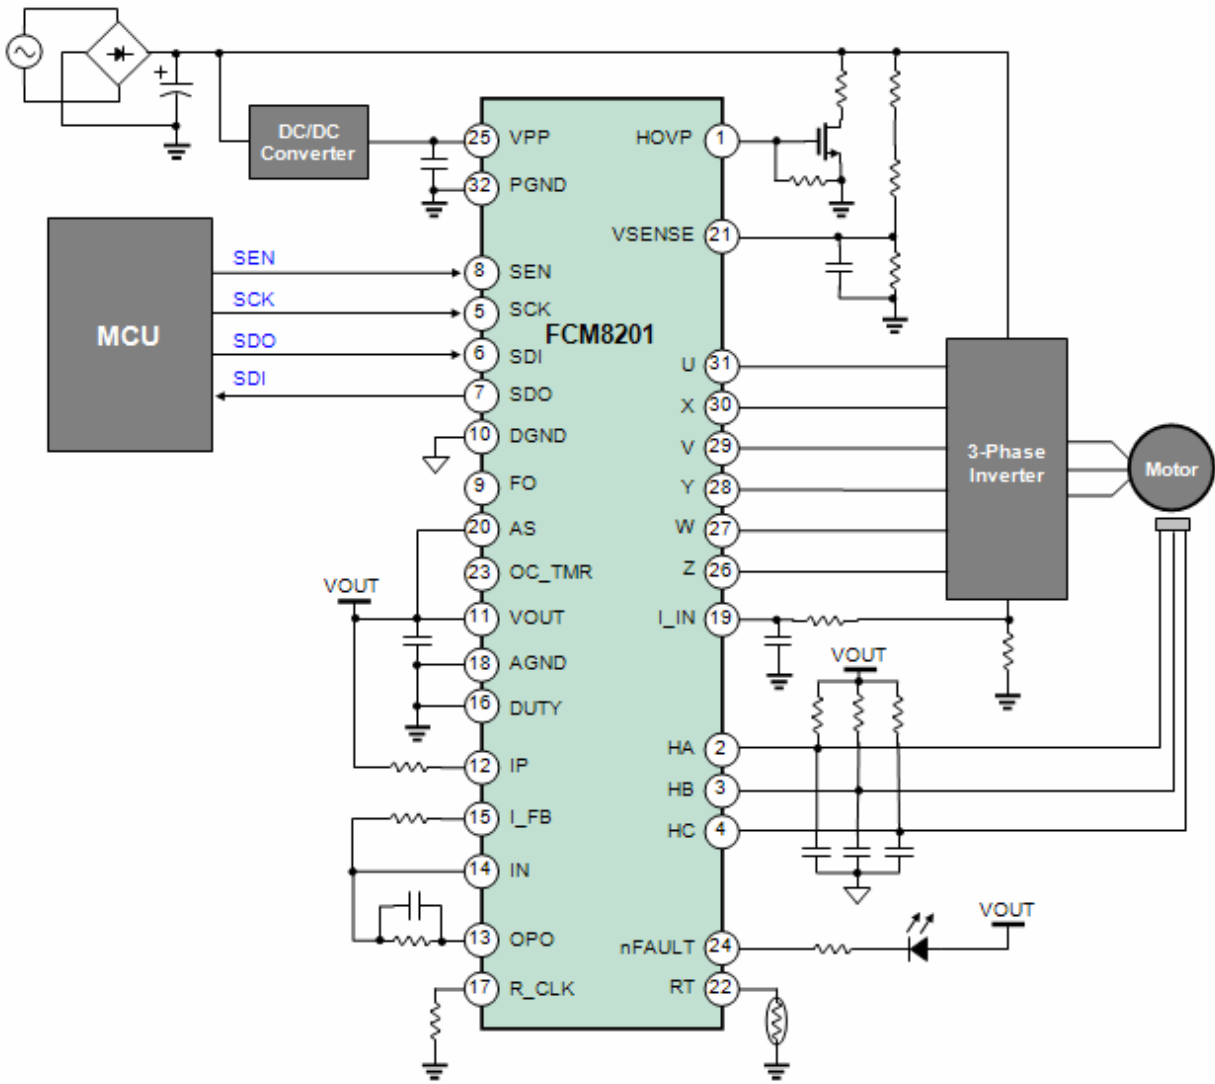 DC/DC
Converter
25 VPP
HOVP 1
32 PGND
VSENSE 21
MCU
SEN
8 SEN
SCK
5 SCK
FCM8201
SDO
6 SDI
SDI
7 SDO
10 DGND
9 FO
20 AS
23 OC_TMR
VOUT
11 VOUT
18 AGND
16 DUTY
12 IP
15 I_FB
14 IN
13 OPO
17 R_CLK
U 31
X 30
V 29
Y 28
W 27
Z 26
3-Phase
Inverter
Motor
I_IN 19
VOUT
HA 2
HB 3
HC 4
VOUT
nFAULT 24
RT 22
+